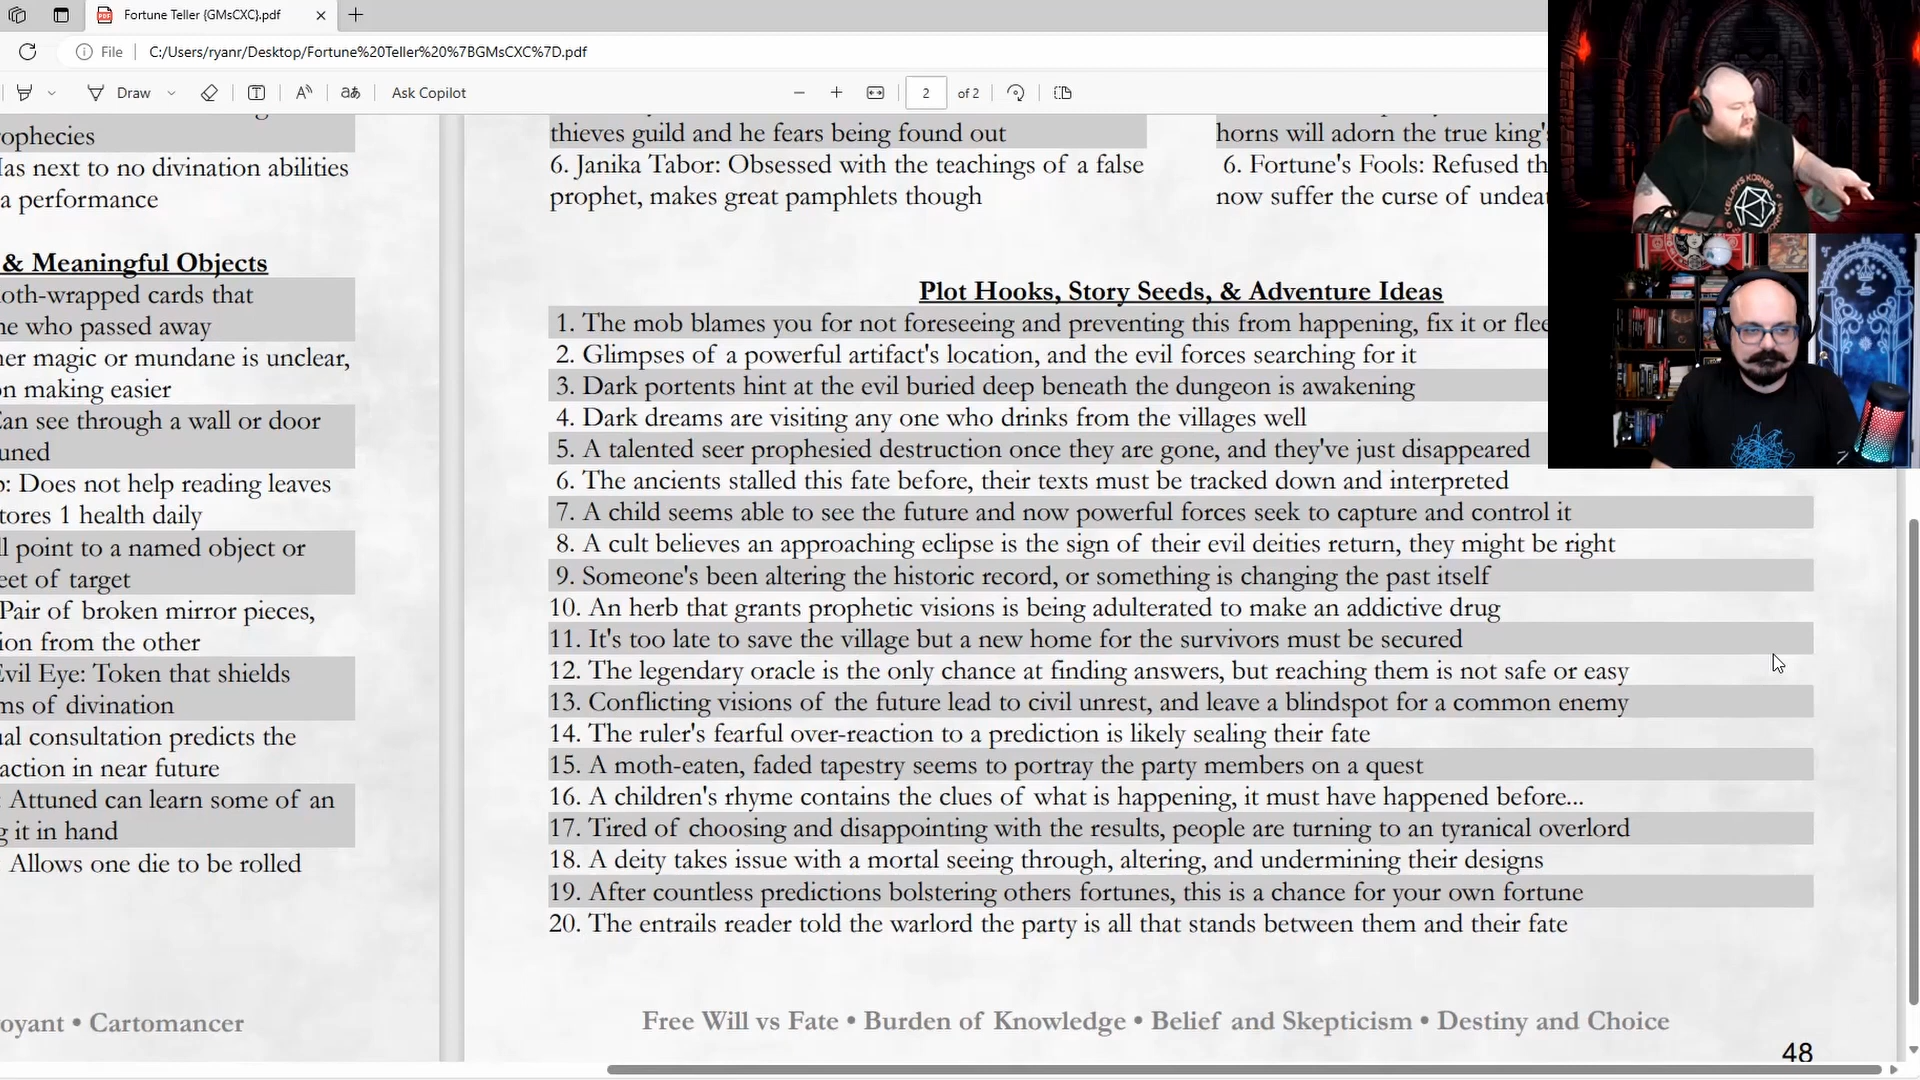 Fortune Teller {GMsCXC}.pdf
File C:/Users/ryanr/Desktop/Fortune%20Teller%20%7BGMsCXC%7D.pdf
Draw Ask Copilot 2 of 2
rophecies
Has next to no divination abilities
a performance
& Meaningful Objects
oth-wrapped cards that
ne who passed away
her magic or mundane is unclear,
on making easier
Can see through a wall or door
uned
p: Does not help reading leaves
tores 1 health daily
ll point to a named object or
eet of target
Pair of broken mirror pieces,
ion from the other
Evil Eye: Token that shields
ms of divination
ual consultation predicts the
action in near future
: Attuned can learn some of an
g it in hand
Allows one die to be rolled
oyant • Cartomancer
thieves guild and he fears being found out
6. Janika Tabor: Obsessed with the teachings of a false
prophet, makes great pamphlets though
horns will adorn the true king's
6. Fortune's Fools: Refused th
now suffer the curse of undeat
Plot Hooks, Story Seeds, & Adventure Ideas
1. The mob blames you for not foreseeing and preventing this from happening, fix it or flee
2. Glimpses of a powerful artifact's location, and the evil forces searching for it
3. Dark portents hint at the evil buried deep beneath the dungeon is awakening
4. Dark dreams are visiting any one who drinks from the villages well
5. A talented seer prophesied destruction once they are gone, and they've just disappeared
6. The ancients stalled this fate before, their texts must be tracked down and interpreted
7. A child seems able to see the future and now powerful forces seek to capture and control it
8. A cult believes an approaching eclipse is the sign of their evil deities return, they might be right
9. Someone's been altering the historic record, or something is changing the past itself
10. An herb that grants prophetic visions is being adulterated to make an addictive drug
11. It's too late to save the village but a new home for the survivors must be secured
12. The legendary oracle is the only chance at finding answers, but reaching them is not safe or easy
13. Conflicting visions of the future lead to civil unrest, and leave a blindspot for a common enemy
14. The ruler's fearful over-reaction to a prediction is likely sealing their fate
15. A moth-eaten, faded tapestry seems to portray the party members on a quest
16. A children's rhyme contains the clues of what is happening, it must have happened before...
17. Tired of choosing and disappointing with the results, people are turning to an tyranical overlord
18. A deity takes issue with a mortal seeing through, altering, and undermining their designs
19. After countless predictions bolstering others fortunes, this is a chance for your own fortune
20. The entrails reader told the warlord the party is all that stands between them and their fate
Free Will vs Fate • Burden of Knowledge • Belief and Skepticism • Destiny and Choice
48